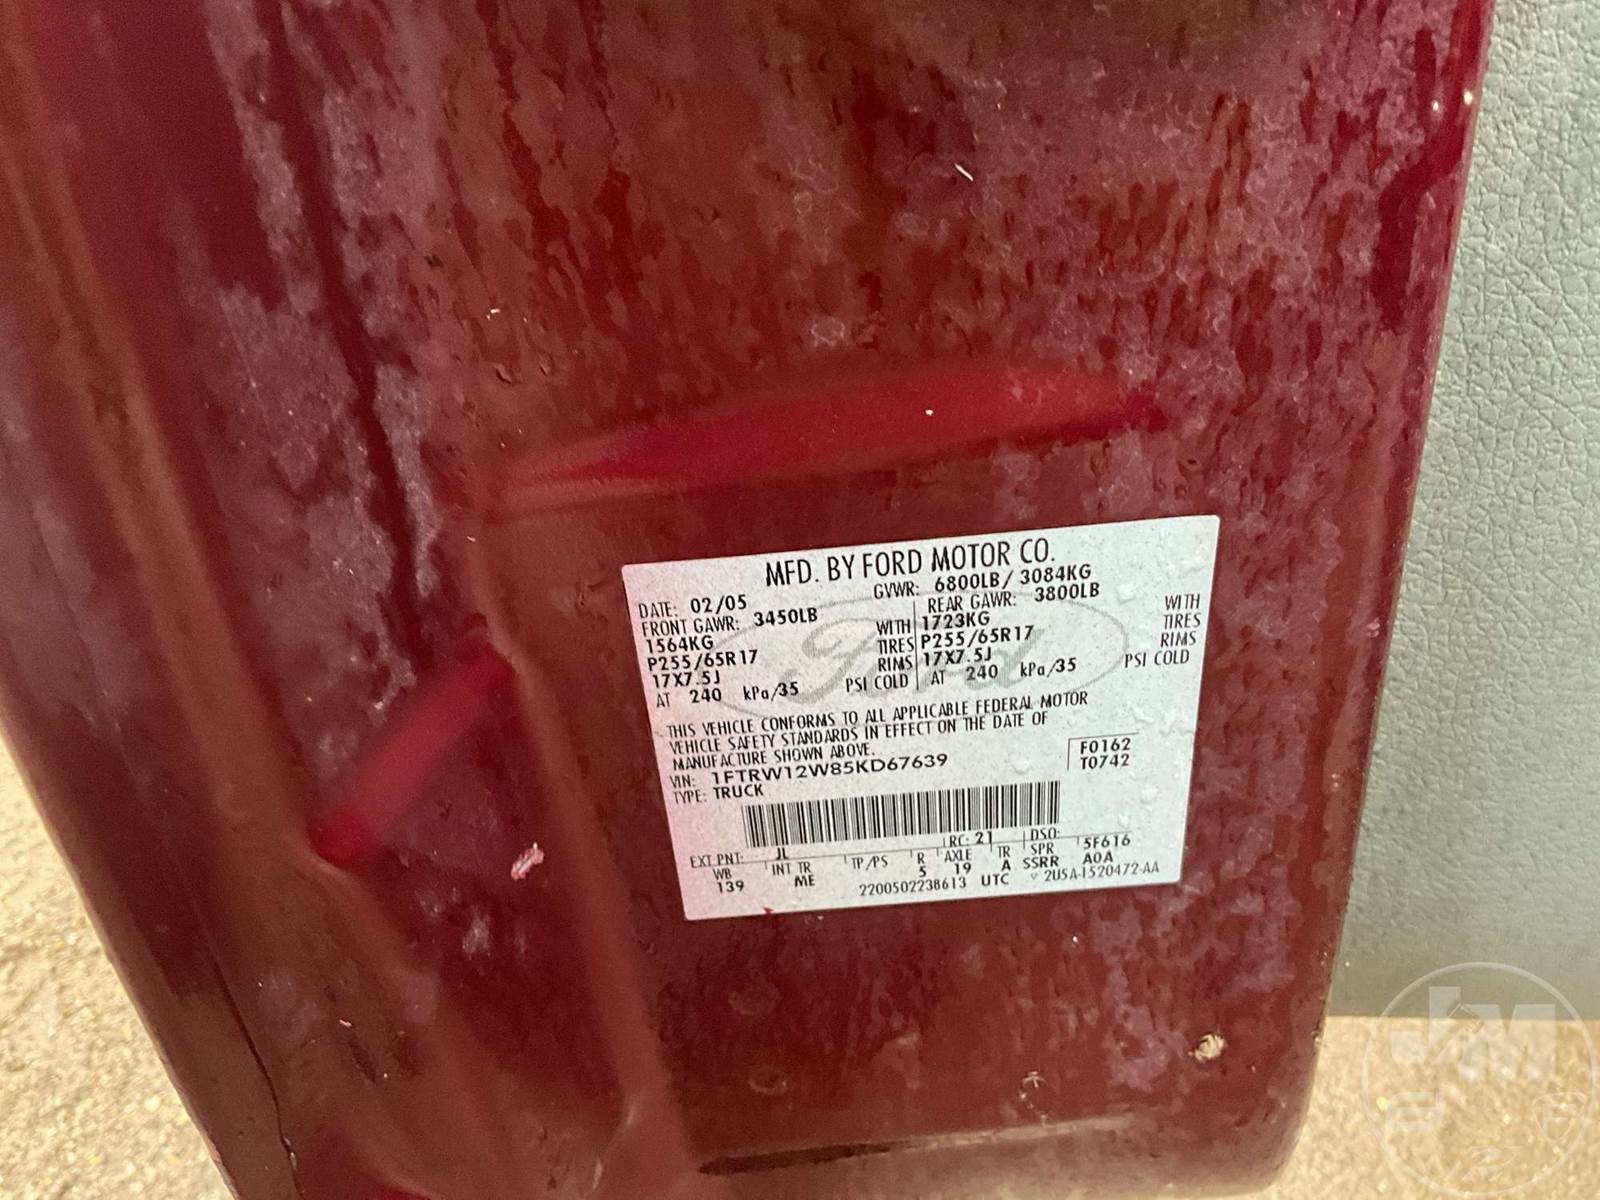 MFD. BY FORD MOTOR CO.
DATE: 02/05 GVWR: 6800LB/ 3084KG
FRONT GAWR: 3450LB REAR GAWR: 3800LB
1564KG WITH 1723KG WITH
P255/65R17 TIRES P255/65R17 TIRES
17X7.5J RIMS 17X7.5J RIMS
AT 240 kPa/35 PSI COLD AT 240 kPa/35 PSI COLD
THIS VEHICLE CONFORMS TO ALL APPLICABLE FEDERAL MOTOR
VEHICLE SAFETY STANDARDS IN EFFECT ON THE DATE OF
MANUFACTURE SHOWN ABOVE.
F0162
VIN: 1FTRW12W85KD67639 T0742
TYPE: TRUCK
EXT PNT: JL RC: 21 DSO:
WB INT TR TP/PS R AXLE TR SPR 5F616
139 ME 5 19 A SSRR A0A
2200502238613 UTC 2U5A-1520472-AA
Ford
JM